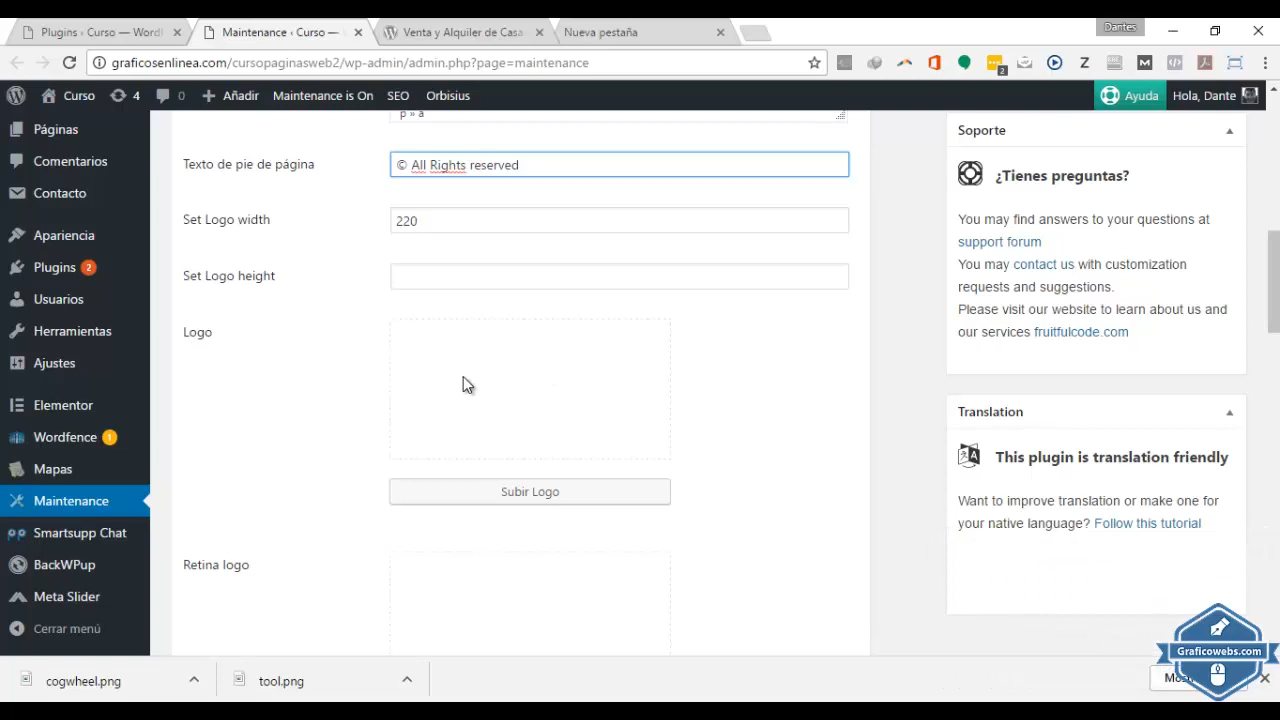 Plugins ‹ Curso — Word
Maintenance ‹ Curso —
Venta y Alquiler de Casa
Nueva pestaña
Dantes
graficosenlinea.com/cursopaginasweb2/wp-admin/admin.php?page=maintenance
2
Curso
4
0
Añadir
Maintenance is On
SEO
Orbisius
Ayuda
Hola, Dante
Páginas
Comentarios
Contacto
Apariencia
Plugins 2
Usuarios
Herramientas
Ajustes
Elementor
Wordfence 1
Mapas
Maintenance
Smartsupp Chat
BackWPup
Meta Slider
Cerrar menú
p » a
Texto de pie de página
© All Rights reserved
Set Logo width
220
Set Logo height
Logo
Subir Logo
Retina logo
Soporte
¿Tienes preguntas?
You may find answers to your questions at
support forum
You may contact us with customization
requests and suggestions.
Please visit our website to learn about us and
our services fruitfulcode.com
Translation
This plugin is translation friendly
Want to improve translation or make one for
your native language? Follow this tutorial
cogwheel.png
tool.png
Graficowebs.com